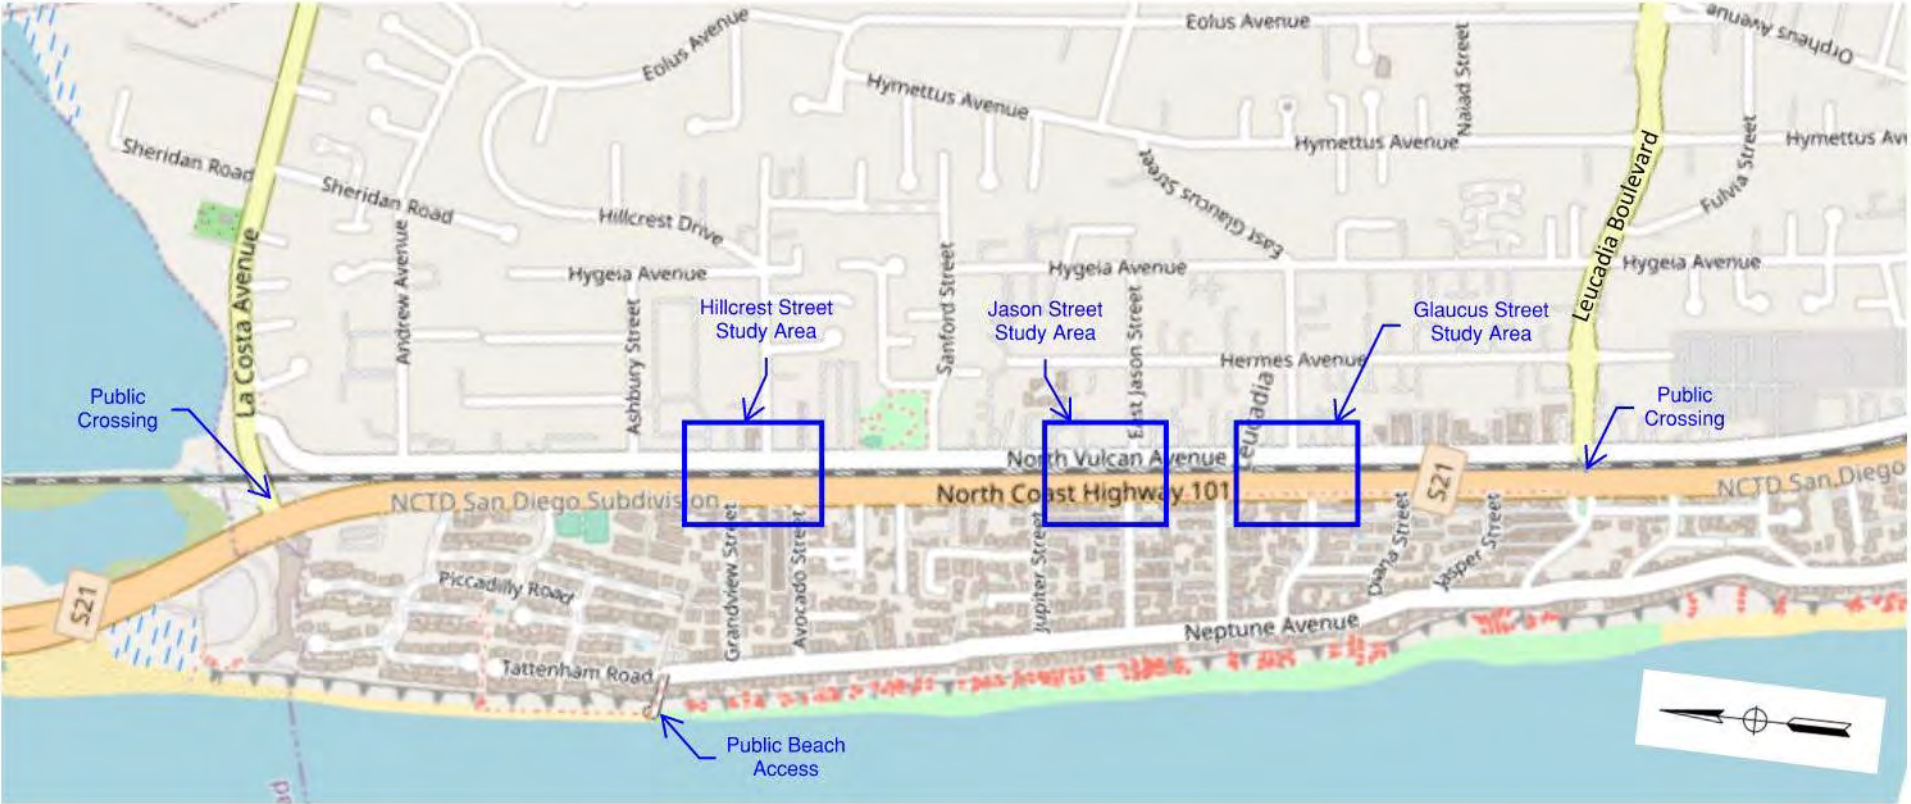 Eolus Avenue
Eolus Avenue
Orpheus Avenue
Hymettus Avenue
Naiad Street
Hymettus Avenue
Hymettus Av
Sheridan Road
Sheridan Road
East Glaucus Street
Leucadia Boulevard
Fulvia Street
Hillcrest Drive
La Costa Avenue
Andrew Avenue
Hygeia Avenue
Sanford Street
Hygeia Avenue
Hygeia Avenue
Ashbury Street
Hillcrest Street
Study Area
Jason Street
Study Area
East Jason Street
Glaucus Street
Study Area
Hermes Avenue
Leucadia
Public
Crossing
Public
Crossing
North Vulcan Avenue
NCTD San Diego Subdivision
North Coast Highway 101
S21
NCTD San Diego
Grandview Street
Avocado Street
Jupiter Street
Diana Street
Jasper Street
Piccadilly Road
S21
Neptune Avenue
Tattenham Road
Public Beach
Access
ad